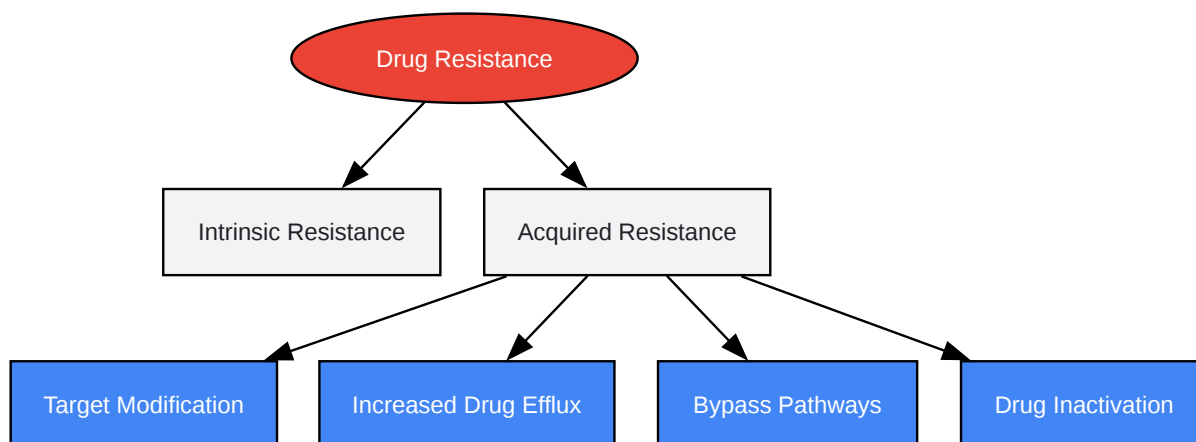 Drug Resistance
Intrinsic Resistance
Acquired Resistance
Target Modification
Increased Drug Efflux
Bypass Pathways
Drug Inactivation